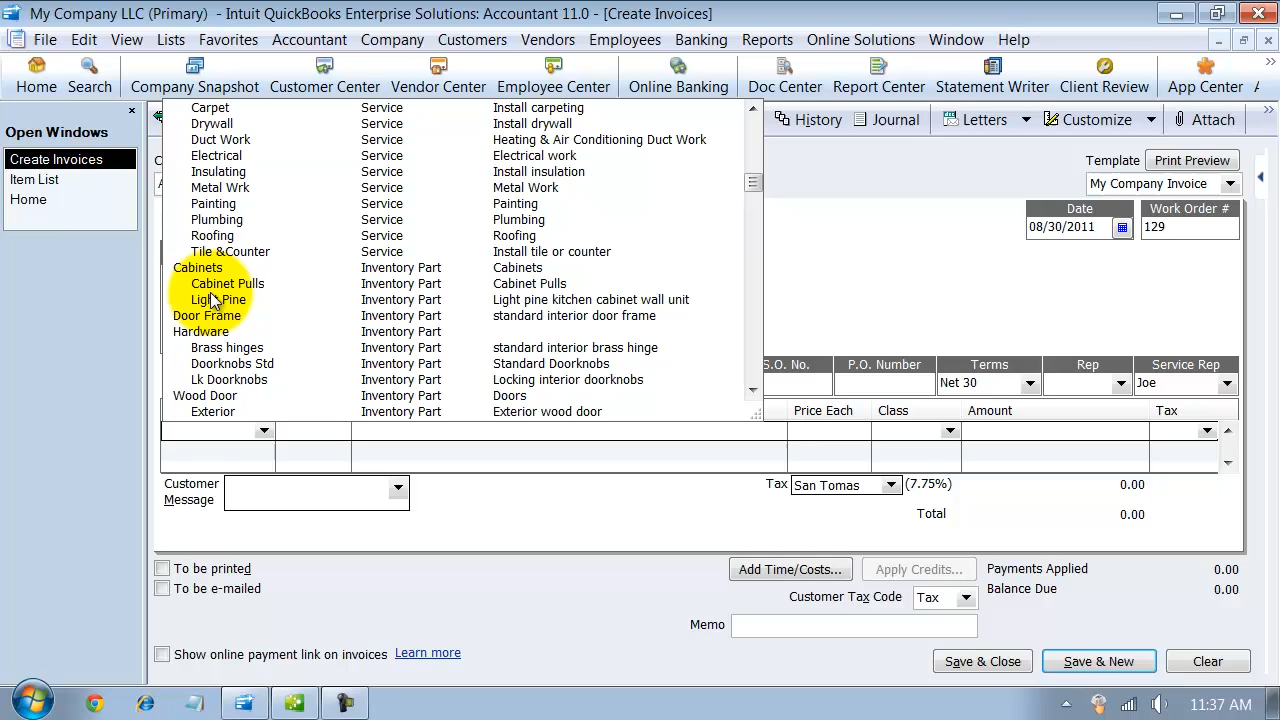 My Company LLC (Primary) - Intuit QuickBooks Enterprise Solutions: Accountant 11.0 - [Create Invoices]
File Edit View Lists Favorites Accountant Company Customers Vendors Employees Banking Reports Online Solutions Window Help
Home Search Company Snapshot Customer Center Vendor Center Employee Center Online Banking Doc Center Report Center Statement Writer Client Review App Center
Open Windows
Create Invoices
Item List
Home
History Journal Letters Customize Attach
Template Print Preview
My Company Invoice
Date Work Order #
08/30/2011 129
Carpet Service Install carpeting
Drywall Service Install drywall
Duct Work Service Heating & Air Conditioning Duct Work
Electrical Service Electrical work
Insulating Service Install insulation
Metal Wrk Service Metal Work
Painting Service Painting
Plumbing Service Plumbing
Roofing Service Roofing
Tile &Counter Service Install tile or counter
Cabinets Inventory Part Cabinets
Cabinet Pulls Inventory Part Cabinet Pulls
Light Pine Inventory Part Light pine kitchen cabinet wall unit
Door Frame Inventory Part standard interior door frame
Hardware Inventory Part
Brass hinges Inventory Part standard interior brass hinge
Doorknobs Std Inventory Part Standard Doorknobs
Lk Doorknobs Inventory Part Locking interior doorknobs
Wood Door Inventory Part Doors
Exterior Inventory Part Exterior wood door
S.O. No. P.O. Number Terms Rep Service Rep
Net 30 Joe
Price Each Class Amount Tax
Customer Message
Tax San Tomas (7.75%) 0.00
Total 0.00
To be printed
To be e-mailed
Add Time/Costs... Apply Credits... Payments Applied 0.00
Balance Due 0.00
Customer Tax Code Tax
Memo
Show online payment link on invoices Learn more
Save & Close Save & New Clear
11:37 AM